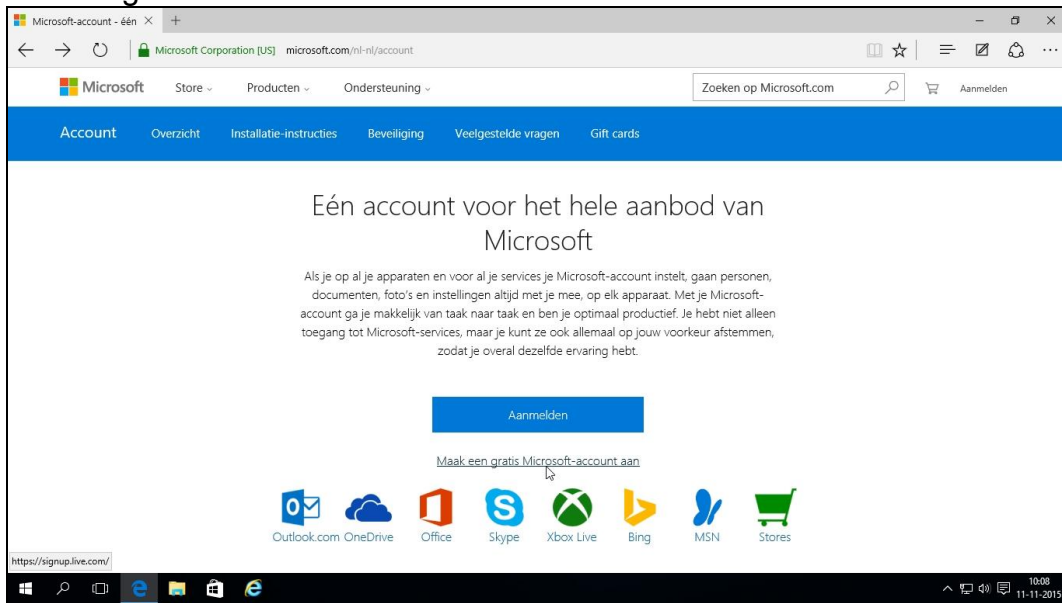 Microsoft-account - één
Microsoft Corporation [US] microsoft.com/nl-nl/account
Microsoft Store Producten Ondersteuning Zoeken op Microsoft.com Aanmelden
Account Overzicht Installatie-instructies Beveiliging Veelgestelde vragen Gift cards
Eén account voor het hele aanbod van
Microsoft
Als je op al je apparaten en voor al je services je Microsoft-account instelt, gaan personen,
documenten, foto's en instellingen altijd met je mee, op elk apparaat. Met je Microsoft-
account ga je makkelijk van taak naar taak en ben je optimaal productief. Je hebt niet alleen
toegang tot Microsoft-services, maar je kunt ze ook allemaal op jouw voorkeur afstemmen,
zodat je overal dezelfde ervaring hebt.
Aanmelden
Maak een gratis Microsoft-account aan
Outlook.com OneDrive Office Skype Xbox Live Bing MSN Stores
https://signup.live.com/
10:08
11-11-2015